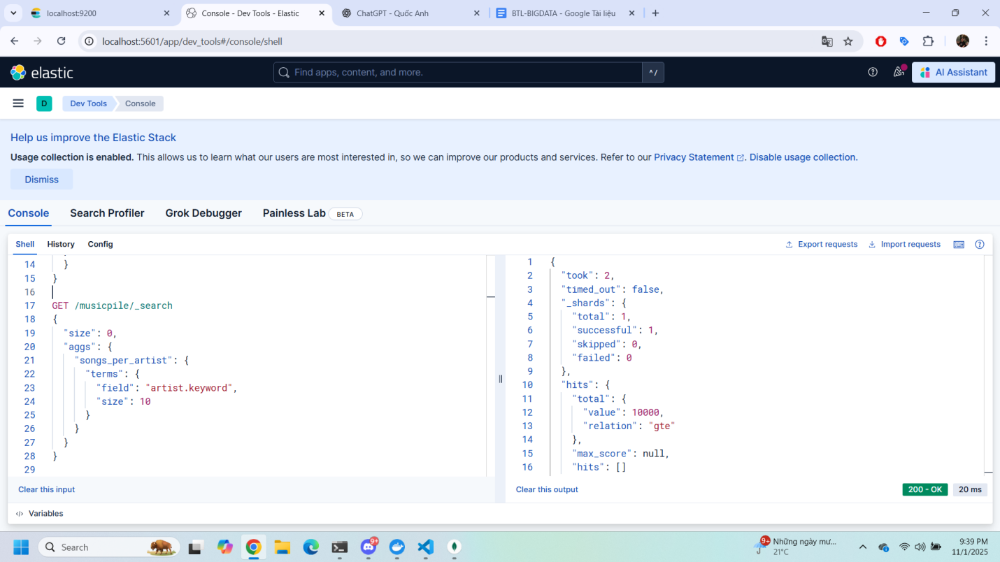 localhost:9200
Console - Dev Tools - Elastic
ChatGPT - Quốc Anh
BTL-BIGDATA - Google Tài liệu
localhost:5601/app/dev_tools#/console/shell
elastic
Find apps, content, and more.
^/
AI Assistant
D
Dev Tools
Console
Help us improve the Elastic Stack
Usage collection is enabled. This allows us to learn what our users are most interested in, so we can improve our products and services. Refer to our Privacy Statement. Disable usage collection.
Dismiss
Console
Search Profiler
Grok Debugger
Painless Lab
BETA
Shell
History
Config
Export requests
Import requests
14 }
15 }
16
17 GET /musicpile/_search
18 {
19 "size": 0,
20 "aggs": {
21 "songs_per_artist": {
22 "terms": {
23 "field": "artist.keyword",
24 "size": 10
25 }
26 }
27 }
28 }
29
Clear this input
1 {
2 "took": 2,
3 "timed_out": false,
4 "_shards": {
5 "total": 1,
6 "successful": 1,
7 "skipped": 0,
8 "failed": 0
9 },
10 "hits": {
11 "total": {
12 "value": 10000,
13 "relation": "gte"
14 },
15 "max_score": null,
16 "hits": []
Clear this output
200 - OK
20 ms
</> Variables
Search
9+
9+
Những ngày mư...
21°C
9:39 PM
11/1/2025